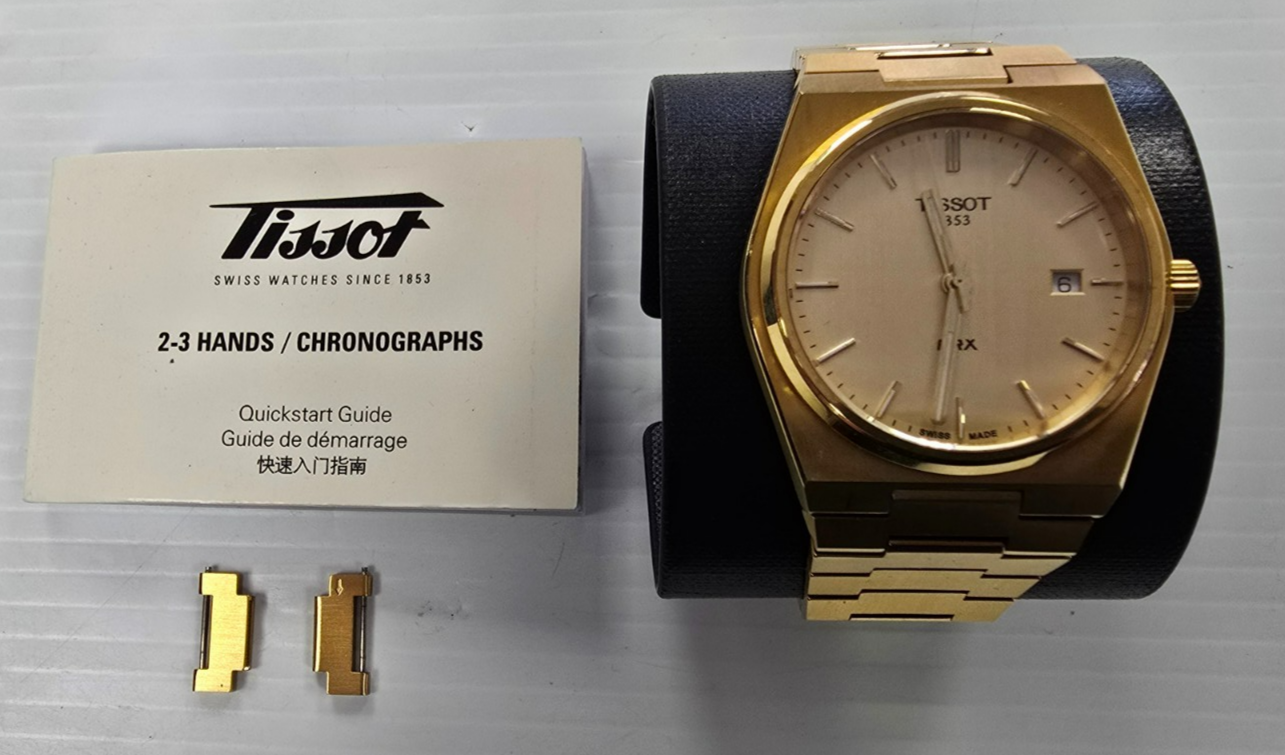 Tissot
SWISS WATCHES SINCE 1853
2-3 HANDS / CHRONOGRAPHS
Quickstart Guide
Guide de démarrage
快速入门指南
TISSOT
1853
6
PRX
SWISS MADE